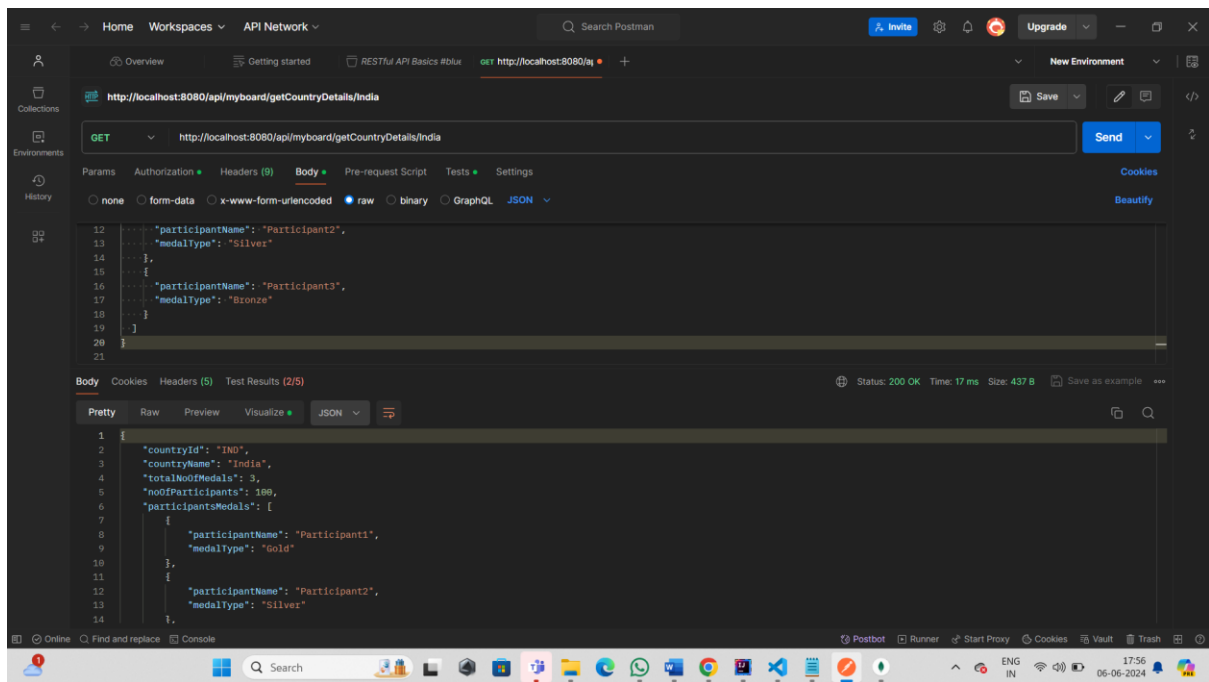 Home Workspaces API Network Search Postman Invite Upgrade
Overview Getting started RESTful API Basics #blue GET http://localhost:8080/ap New Environment
http://localhost:8080/api/myboard/getCountryDetails/India Save
Collections
GET http://localhost:8080/api/myboard/getCountryDetails/India Send
Environments
Params Authorization Headers (9) Body Pre-request Script Tests Settings Cookies
History
none form-data x-www-form-urlencoded raw binary GraphQL JSON Beautify
12 "participantName": "Participant2",
13 "medalType": "Silver"
14 },
15 {
16 "participantName": "Participant3",
17 "medalType": "Bronze"
18 }
19 ]
20 }
21
Body Cookies Headers (5) Test Results (2/5) Status: 200 OK Time: 17 ms Size: 437 B Save as example
Pretty Raw Preview Visualize JSON
1 {
2 "countryId": "IND",
3 "countryName": "India",
4 "totalNoOfMedals": 3,
5 "noOfParticipants": 100,
6 "participantsMedals": [
7 {
8 "participantName": "Participant1",
9 "medalType": "Gold"
10 },
11 {
12 "participantName": "Participant2",
13 "medalType": "Silver"
14 },
Online Find and replace Console Postbot Runner Start Proxy Cookies Vault Trash
1 Search ENG 17:56
IN 06-06-2024